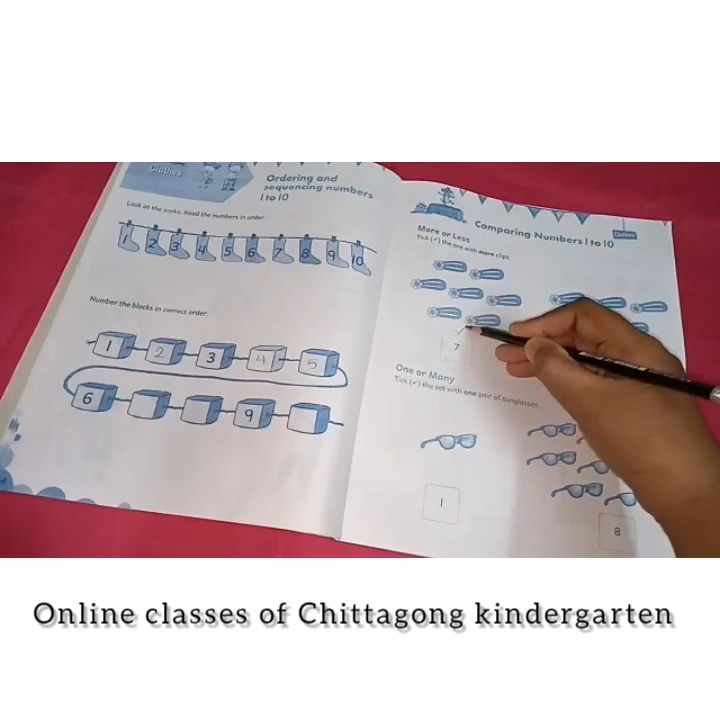 Clothes
Ordering and
sequencing numbers
1 to 10
Look at the socks. Read the numbers in order.
1 2 3 4 5 6 7 8 9 10
Number the blocks in correct order.
1 2 3 4 5
6 9
Comparing Numbers 1 to 10
Clothes
More or Less
Tick (✓) the one with more clips.
7
One or Many
Tick (✓) the set with one pair of sunglasses.
1
8
Online classes of Chittagong kindergarten